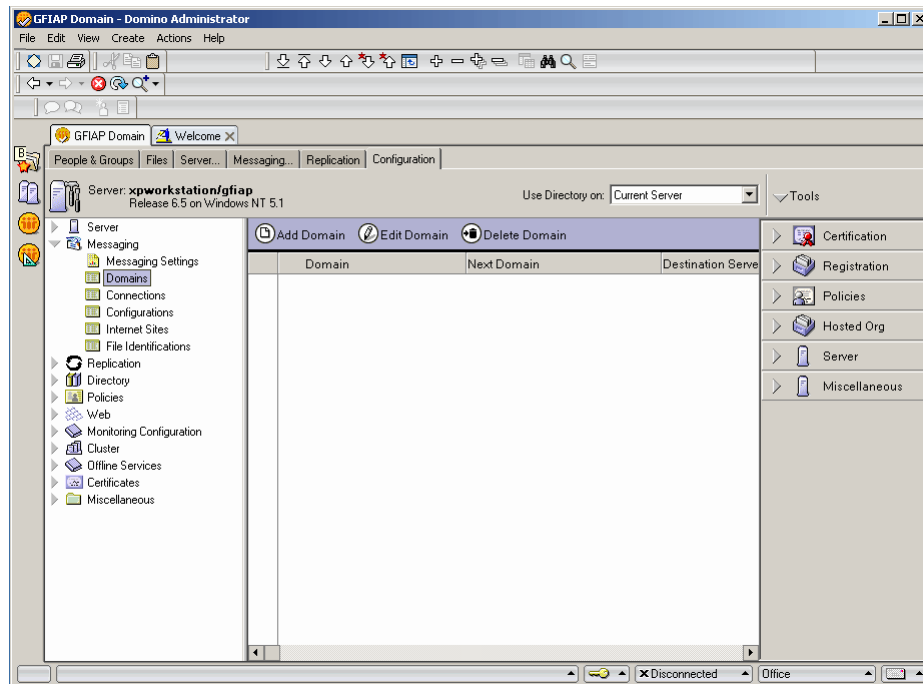 GFIAP Domain - Domino Administrator
File Edit View Create Actions Help
GFIAP Domain Welcome
People & Groups Files Server... Messaging... Replication Configuration
Server: xpworkstation/gfiap
Release 6.5 on Windows NT 5.1
Use Directory on: Current Server
Tools
Server
Messaging
Messaging Settings
Domains
Connections
Configurations
Internet Sites
File Identifications
Replication
Directory
Policies
Web
Monitoring Configuration
Cluster
Offline Services
Certificates
Miscellaneous
Add Domain Edit Domain Delete Domain
Domain Next Domain Destination Serve
Certification
Registration
Policies
Hosted Org
Server
Miscellaneous
Disconnected Office